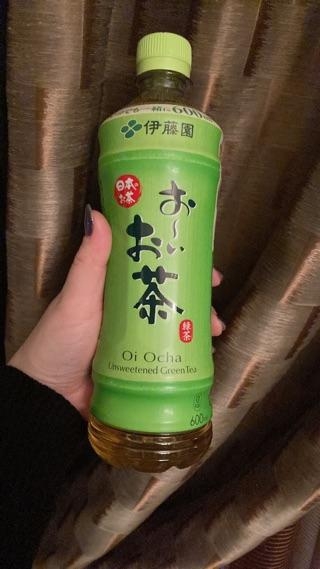 伊藤園
日本の
お茶
お〜い
お茶
緑茶
Oi Ocha
Unsweetened Green Tea
600